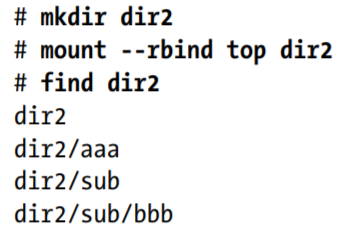 # mkdir dir2
# mount --rbind top dir2
# find dir2
dir2
dir2/aaa
dir2/sub
dir2/sub/bbb